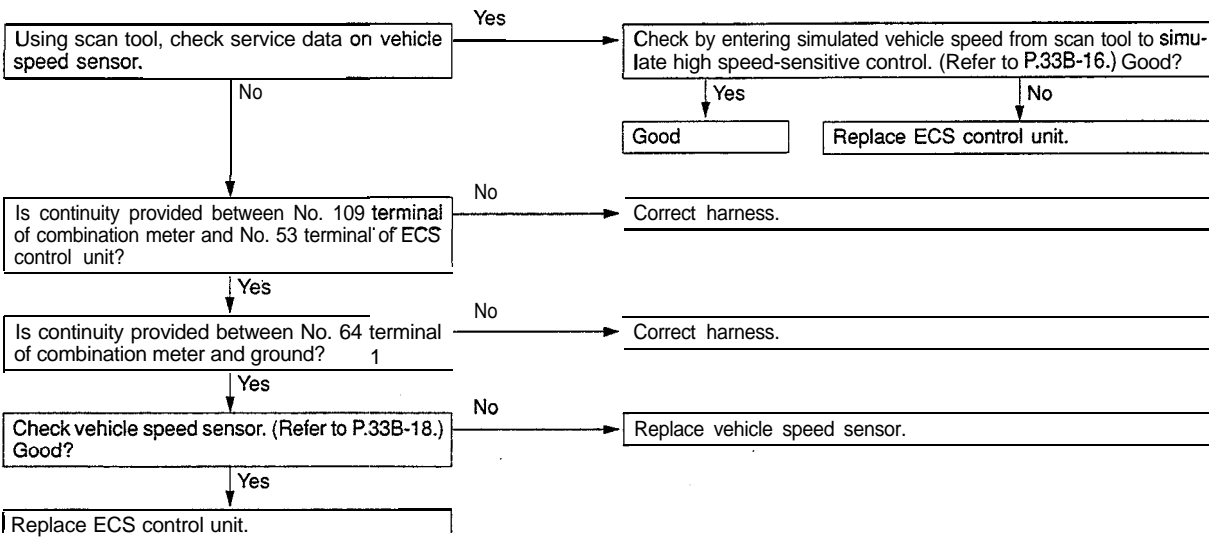 Using scan tool, check service data on vehicle
speed sensor.
Yes
Check by entering simulated vehicle speed from scan tool to simu-
late high speed-sensitive control. (Refer to P.33B-16.) Good?
No
Yes
No
Good
Replace ECS control unit.
Is continuity provided between No. 109 terminal
of combination meter and No. 53 terminal of ECS
control unit?
No
Correct harness.
Yes
Is continuity provided between No. 64 terminal
of combination meter and ground? 1
No
Correct harness.
Yes
Check vehicle speed sensor. (Refer to P.33B-18.)
Good?
No
Replace vehicle speed sensor.
Yes
Replace ECS control unit.